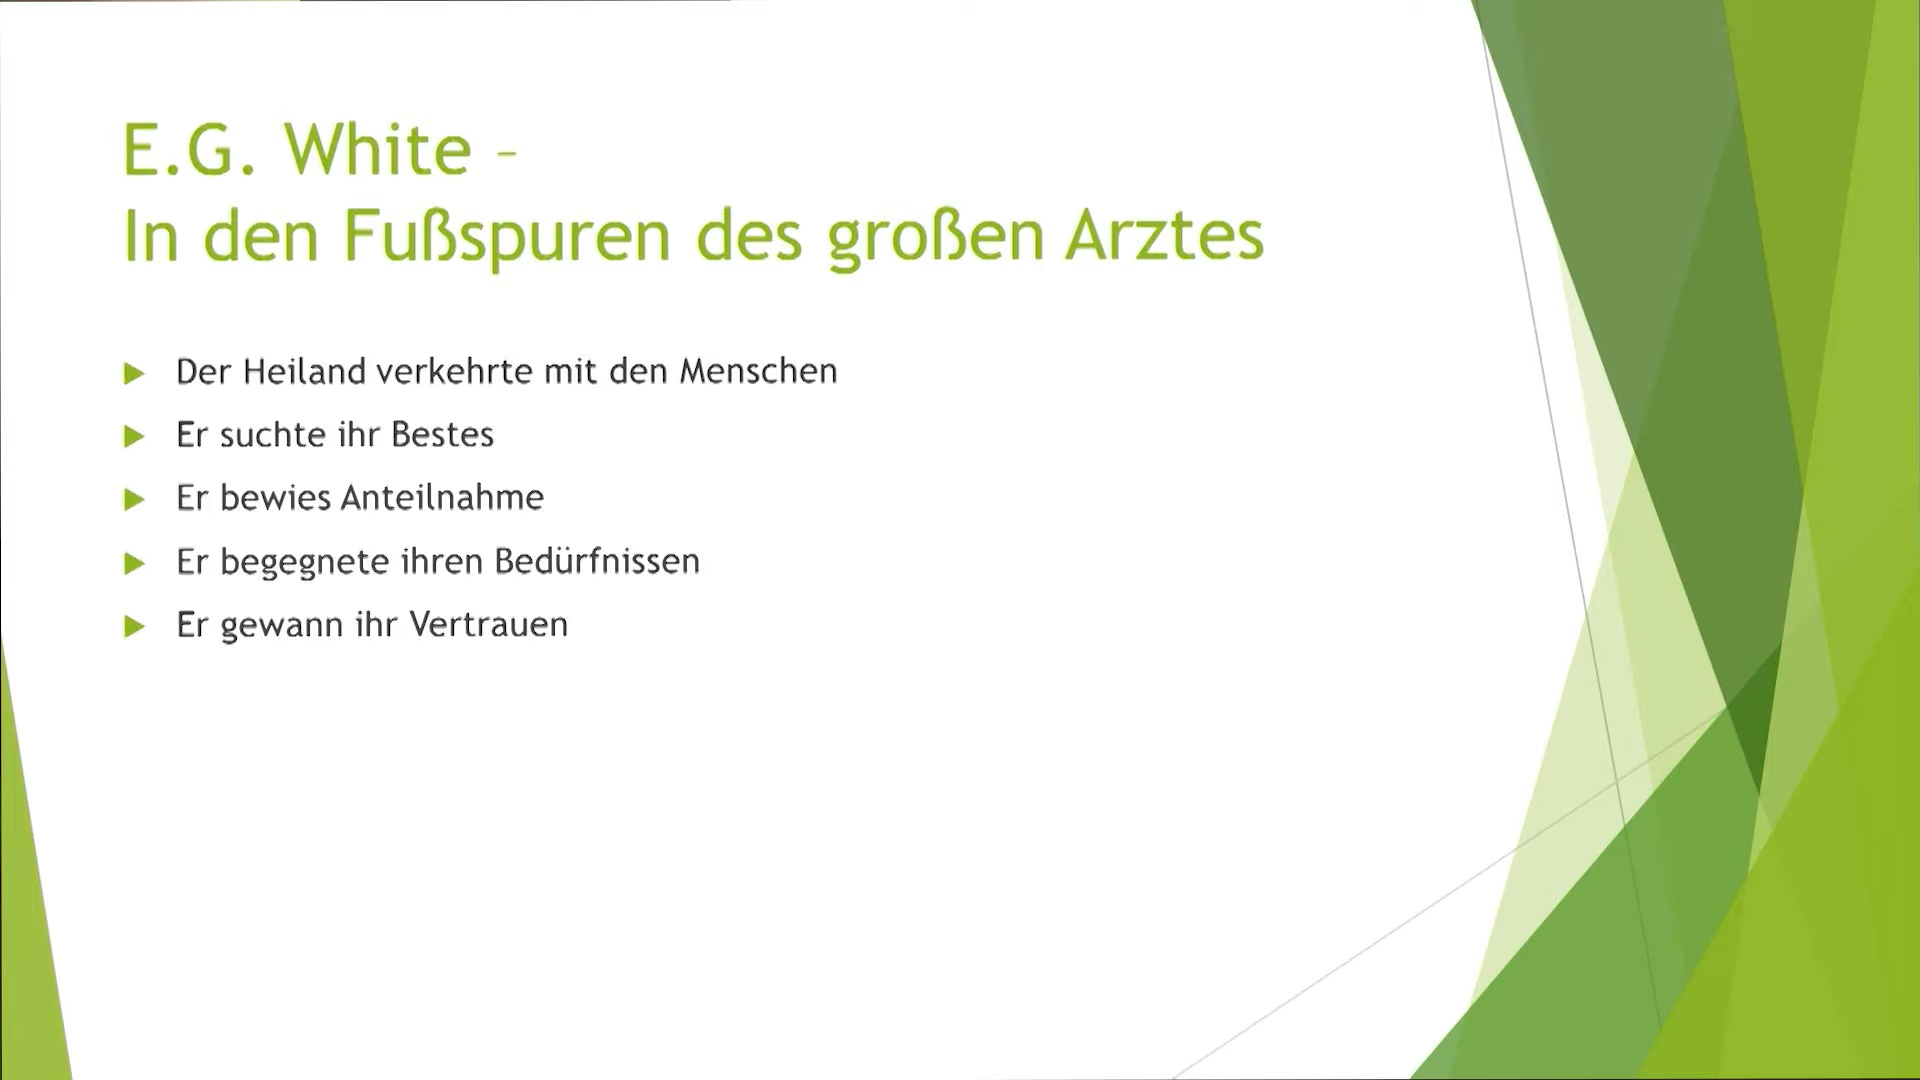 E.G. White –
In den Fußspuren des großen Arztes
Der Heiland verkehrte mit den Menschen
Er suchte ihr Bestes
Er bewies Anteilnahme
Er begegnete ihren Bedürfnissen
Er gewann ihr Vertrauen